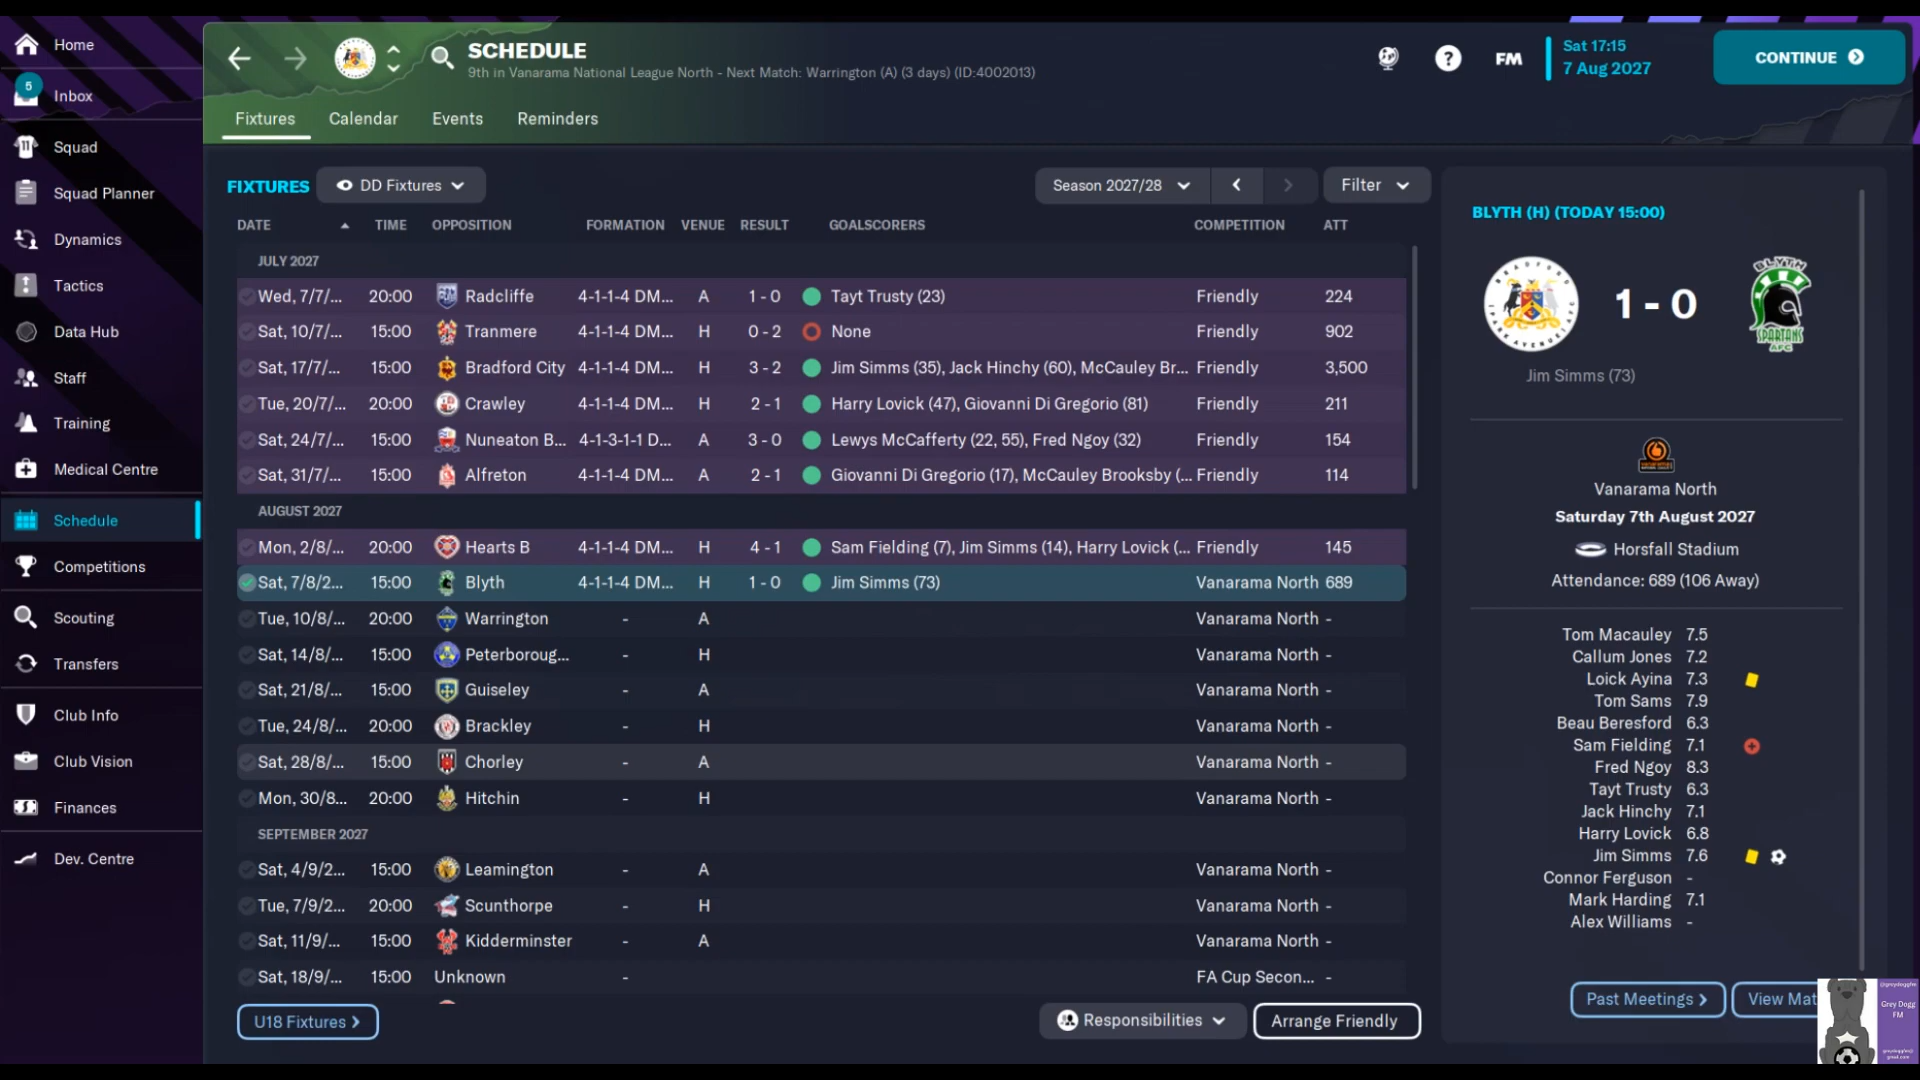 Home
5
Inbox
Squad
Squad Planner
Dynamics
Tactics
Data Hub
Staff
Training
Medical Centre
Schedule
Competitions
Scouting
Transfers
Club Info
Club Vision
Finances
Dev. Centre
SCHEDULE
9th in Vanarama National League North - Next Match: Warrington (A) (3 days) (ID:4002013)
FM
Sat 17:15
7 Aug 2027
CONTINUE
Fixtures Calendar Events Reminders
FIXTURES DD Fixtures Season 2027/28 Filter
DATE TIME OPPOSITION FORMATION VENUE RESULT GOALSCORERS COMPETITION ATT
JULY 2027
Wed, 7/7/... 20:00 Radcliffe 4-1-1-4 DM... A 1 - 0 Tayt Trusty (23) Friendly 224
Sat, 10/7/... 15:00 Tranmere 4-1-1-4 DM... H 0 - 2 None Friendly 902
Sat, 17/7/... 15:00 Bradford City 4-1-1-4 DM... H 3 - 2 Jim Simms (35), Jack Hinchy (60), McCauley Br... Friendly 3,500
Tue, 20/7/... 20:00 Crawley 4-1-1-4 DM... H 2 - 1 Harry Lovick (47), Giovanni Di Gregorio (81) Friendly 211
Sat, 24/7/... 15:00 Nuneaton B... 4-1-3-1-1 D... A 3 - 0 Lewys McCafferty (22, 55), Fred Ngoy (32) Friendly 154
Sat, 31/7/... 15:00 Alfreton 4-1-1-4 DM... A 2 - 1 Giovanni Di Gregorio (17), McCauley Brooksby (... Friendly 114
AUGUST 2027
Mon, 2/8/... 20:00 Hearts B 4-1-1-4 DM... H 4 - 1 Sam Fielding (7), Jim Simms (14), Harry Lovick (... Friendly 145
Sat, 7/8/2... 15:00 Blyth 4-1-1-4 DM... H 1 - 0 Jim Simms (73) Vanarama North 689
Tue, 10/8/... 20:00 Warrington - A Vanarama North -
Sat, 14/8/... 15:00 Peterboroug... - H Vanarama North -
Sat, 21/8/... 15:00 Guiseley - A Vanarama North -
Tue, 24/8/... 20:00 Brackley - H Vanarama North -
Sat, 28/8/... 15:00 Chorley - A Vanarama North -
Mon, 30/8... 20:00 Hitchin - H Vanarama North -
SEPTEMBER 2027
Sat, 4/9/2... 15:00 Leamington - A Vanarama North -
Tue, 7/9/2... 20:00 Scunthorpe - H Vanarama North -
Sat, 11/9/... 15:00 Kidderminster - A Vanarama North -
Sat, 18/9/... 15:00 Unknown - FA Cup Secon... -
U18 Fixtures Responsibilities Arrange Friendly
BLYTH (H) (TODAY 15:00)
1 - 0
BLYTH
SPARTANS
AFC
Jim Simms (73)
Vanarama North
Saturday 7th August 2027
Horsfall Stadium
Attendance: 689 (106 Away)
Tom Macauley 7.5
Callum Jones 7.2
Loick Ayina 7.3
Tom Sams 7.9
Beau Beresford 6.3
Sam Fielding 7.1
Fred Ngoy 8.3
Tayt Trusty 6.3
Jack Hinchy 7.1
Harry Lovick 6.8
Jim Simms 7.6
Connor Ferguson -
Mark Harding 7.1
Alex Williams -
Past Meetings View Mat
Grey Dogg
FM